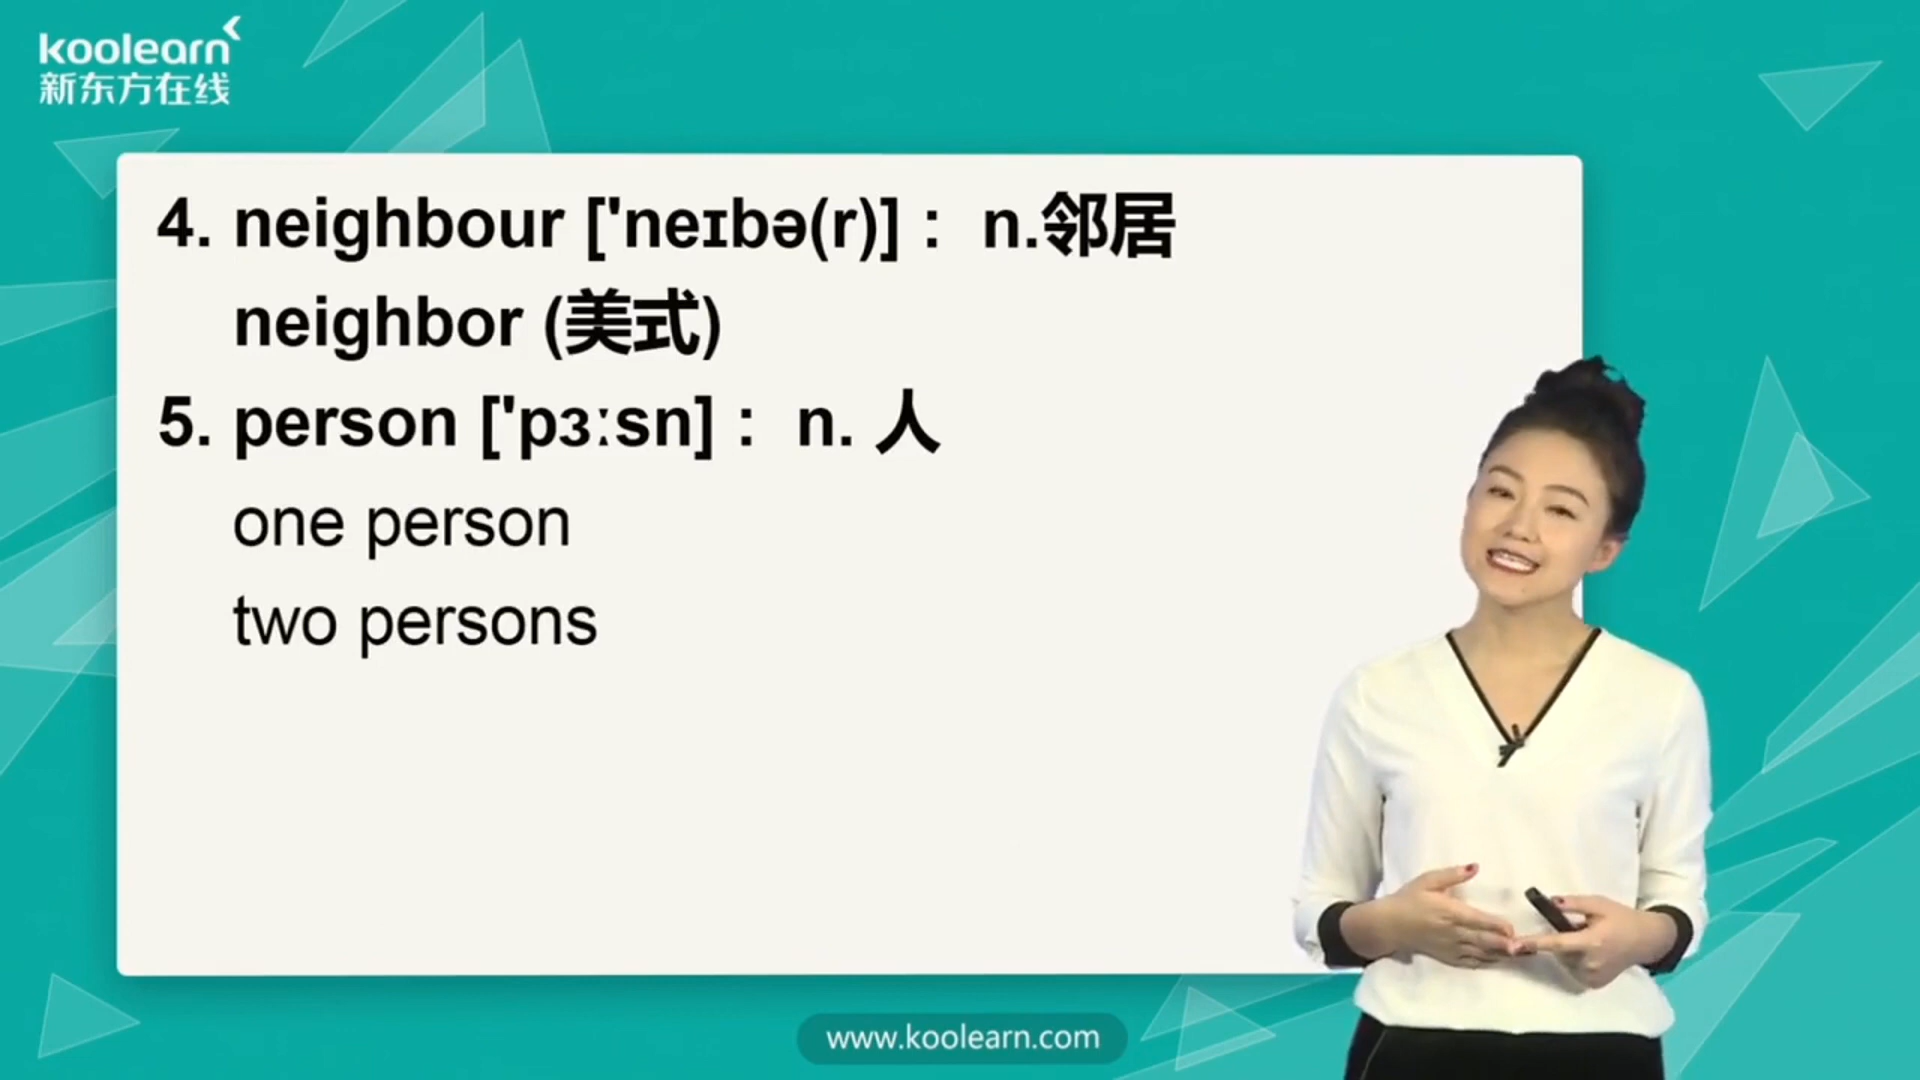 koolearn
新东方在线
4. neighbour ['neɪbə(r)] : n.邻居
neighbor (美式)
5. person ['pɜːsn] : n. 人
one person
two persons
www.koolearn.com